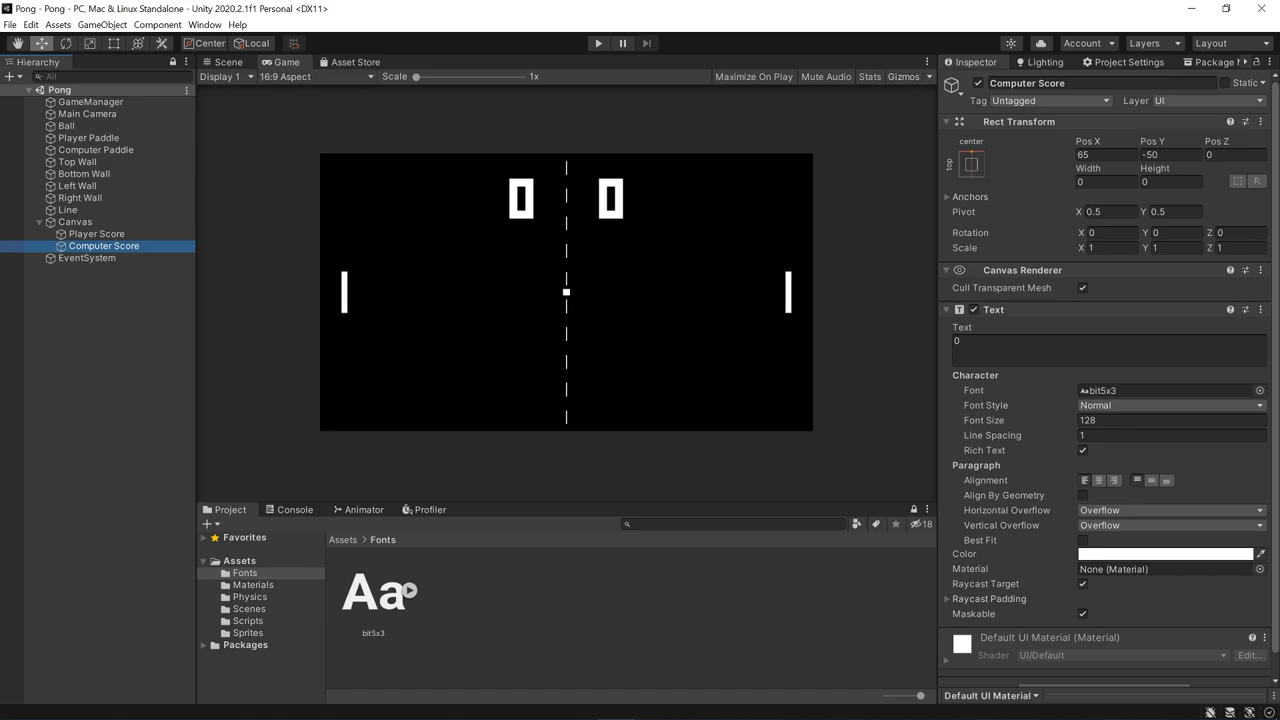 Pong - Pong - PC, Mac & Linux Standalone - Unity 2020.2.1f1 Personal <DX11>
File Edit Assets GameObject Component Window Help
Center Local Account Layers Layout
Hierarchy
All
Pong
GameManager
Main Camera
Ball
Player Paddle
Computer Paddle
Top Wall
Bottom Wall
Left Wall
Right Wall
Line
Canvas
Player Score
Computer Score
EventSystem
Scene Game Asset Store
Display 1 16:9 Aspect Scale 1x Maximize On Play Mute Audio Stats Gizmos
0 0
Project Console Animator Profiler
18
Favorites
Assets
Fonts
Materials
Physics
Scenes
Scripts
Sprites
Packages
Assets Fonts
Aa
bit5x3
Inspector Lighting Project Settings Package M
Computer Score Static
Tag Untagged Layer UI
Rect Transform
center Pos X Pos Y Pos Z
top 65 -50 0
Width Height
0 0
R
Anchors
Pivot X 0.5 Y 0.5
Rotation X 0 Y 0 Z 0
Scale X 1 Y 1 Z 1
Canvas Renderer
Cull Transparent Mesh
T Text
Text
0
Character
Font Aa bit5x3
Font Style Normal
Font Size 128
Line Spacing 1
Rich Text
Paragraph
Alignment
Align By Geometry
Horizontal Overflow Overflow
Vertical Overflow Overflow
Best Fit
Color
Material None (Material)
Raycast Target
Raycast Padding
Maskable
Default UI Material (Material)
Shader UI/Default Edit...
Default UI Material